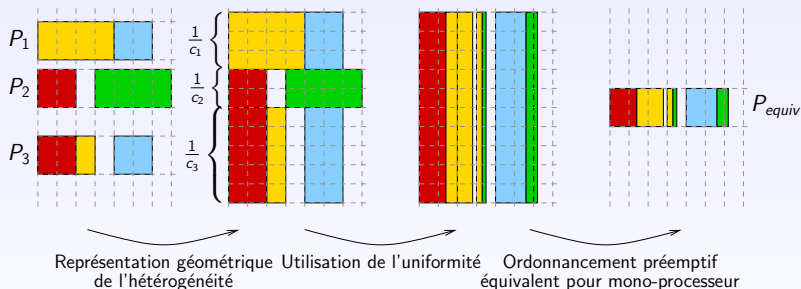 P₁
P₂
P₃
1/c₁
1/c₂
1/c₃
P_equiv
Représentation géométrique
de l'hétérogénéité
Utilisation de l'uniformité
Ordonnancement préemptif
équivalent pour mono-processeur